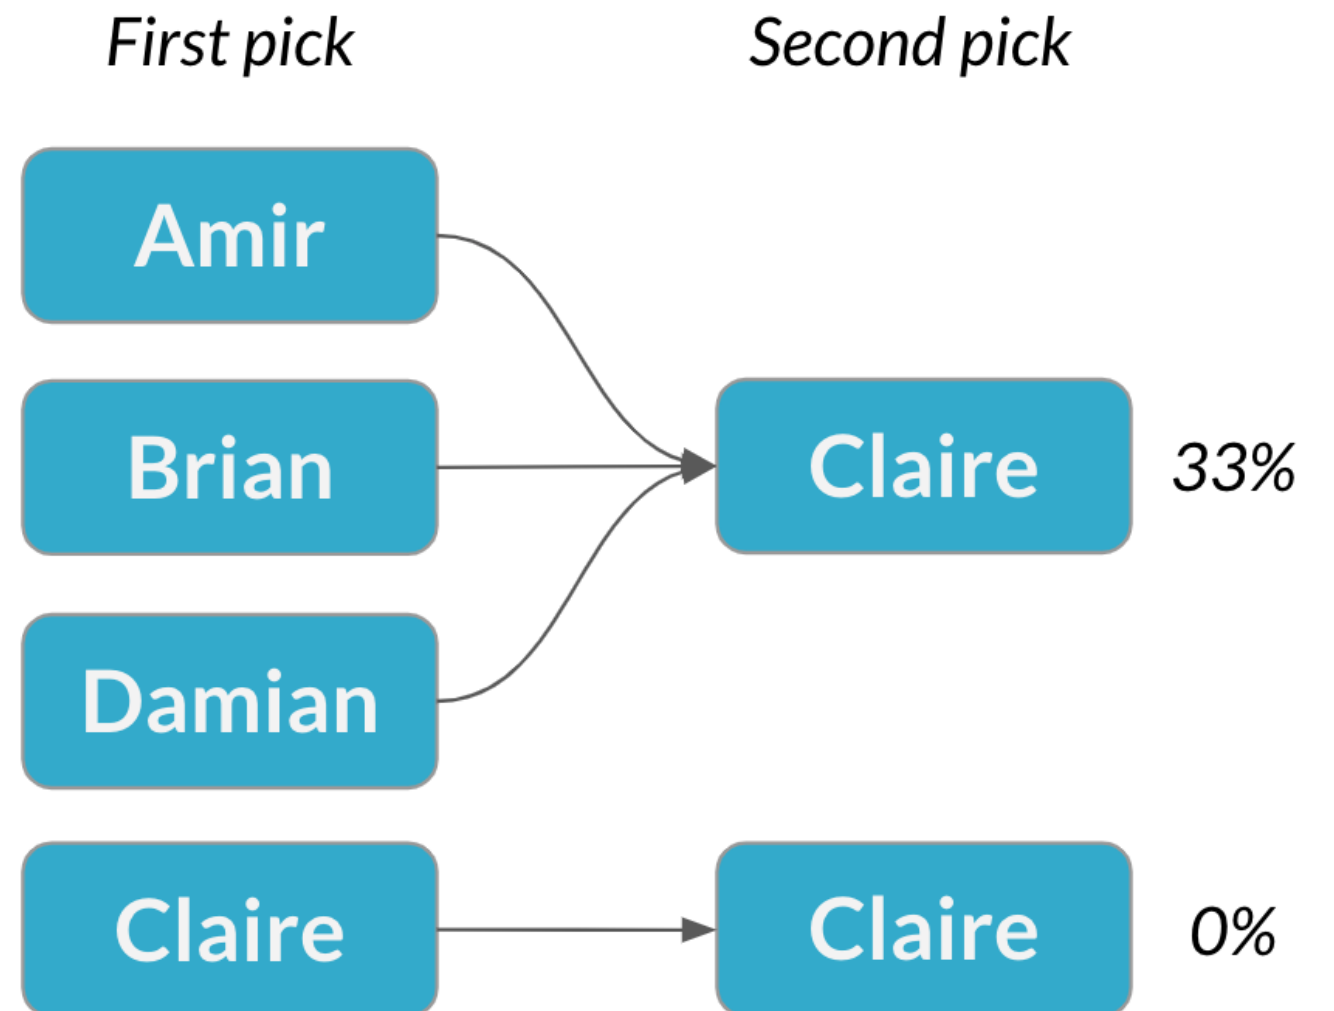 First pick
Second pick
Amir
Brian
Claire
33%
Damian
Claire
Claire
0%